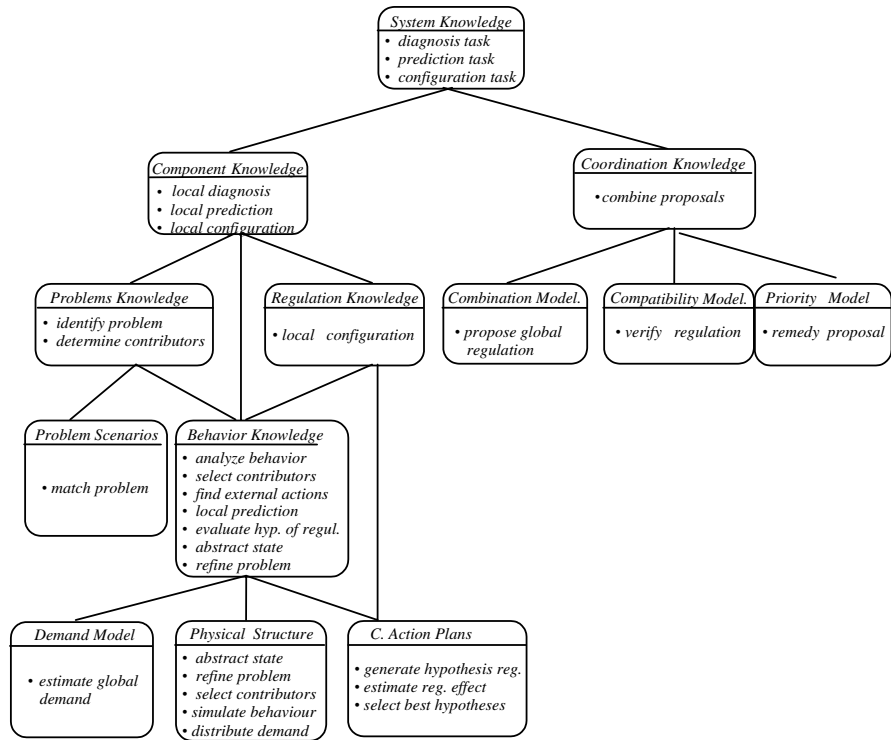 System Knowledge
• diagnosis task
• prediction task
• configuration task
Component Knowledge
• local diagnosis
• local prediction
• local configuration
Coordination Knowledge
• combine proposals
Problems Knowledge
• identify problem
• determine contributors
Regulation Knowledge
• local configuration
Combination Model.
• propose global
regulation
Compatibility Model.
• verify regulation
Priority Model
• remedy proposal
Problem Scenarios
• match problem
Behavior Knowledge
• analyze behavior
• select contributors
• find external actions
• local prediction
• evaluate hyp. of regul.
• abstract state
• refine problem
Demand Model
• estimate global
demand
Physical Structure
• abstract state
• refine problem
• select contributors
• simulate behaviour
• distribute demand
C. Action Plans
• generate hypothesis reg.
• estimate reg. effect
• select best hypotheses